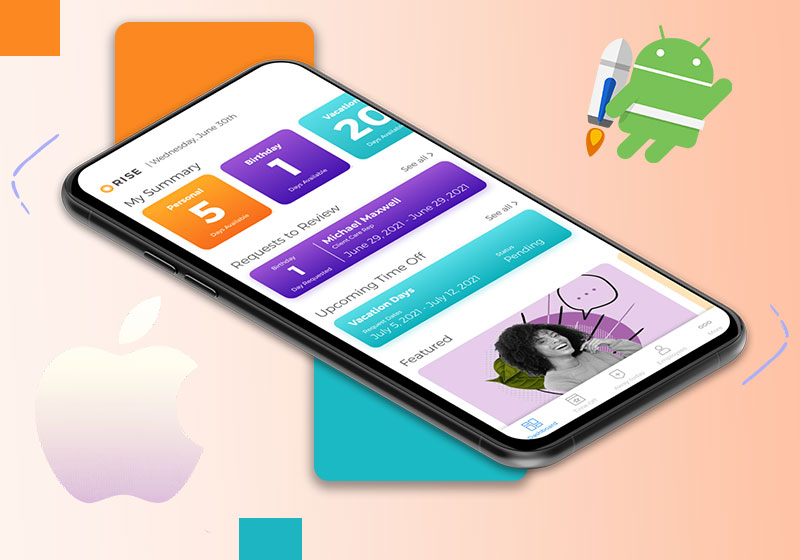 RISE | Wednesday, June 30th
My Summary
Personal
5
Days Available
Birthday
1
Days Available
Vacation
20
Days Available
See all >
Requests to Review
Birthday
1
Day Requested
Michael Maxwell
Client Care Rep
June 29, 2021 - June 29, 2021
See all >
Upcoming Time Off
Vacation Days
Request Dates
July 5, 2021 - July 12, 2021
Status
Pending
Featured
Dashboard
Time Off
Away today
Employees
More